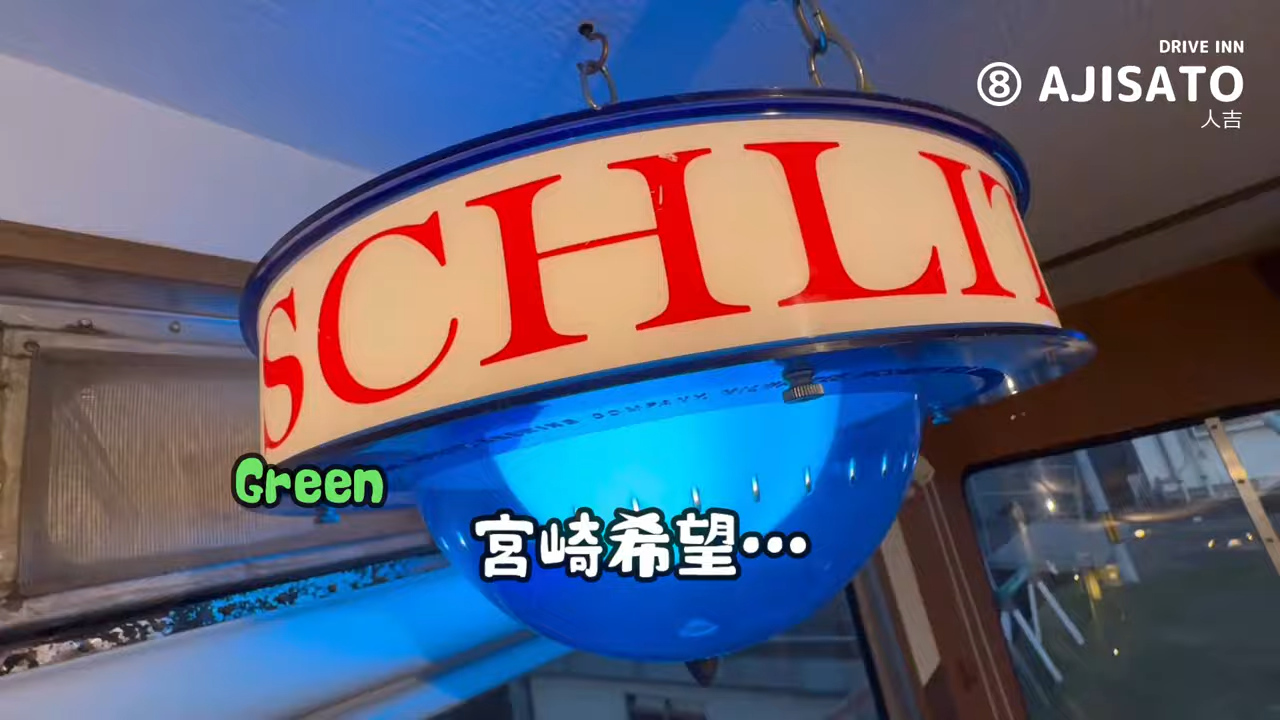 DRIVE INN
⑧ AJISATO
人吉
SCHLIT
Green
宮崎希望…